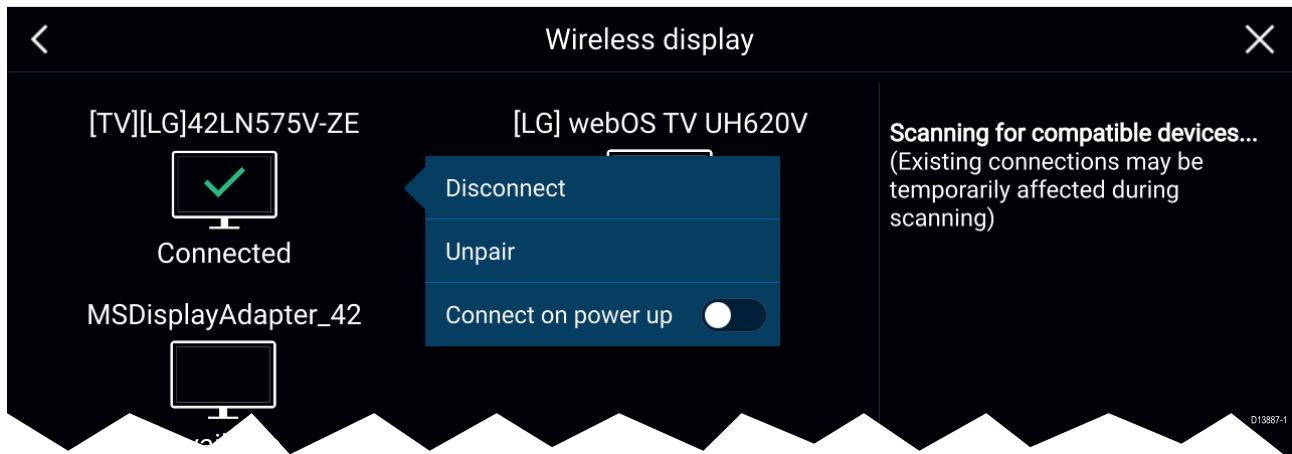 Wireless display
[TV][LG]42LN575V-ZE
[LG] webOS TV UH620V
Connected
MSDisplayAdapter_42
Disconnect
Unpair
Connect on power up
Scanning for compatible devices...
(Existing connections may be
temporarily affected during
scanning)
D13887-1